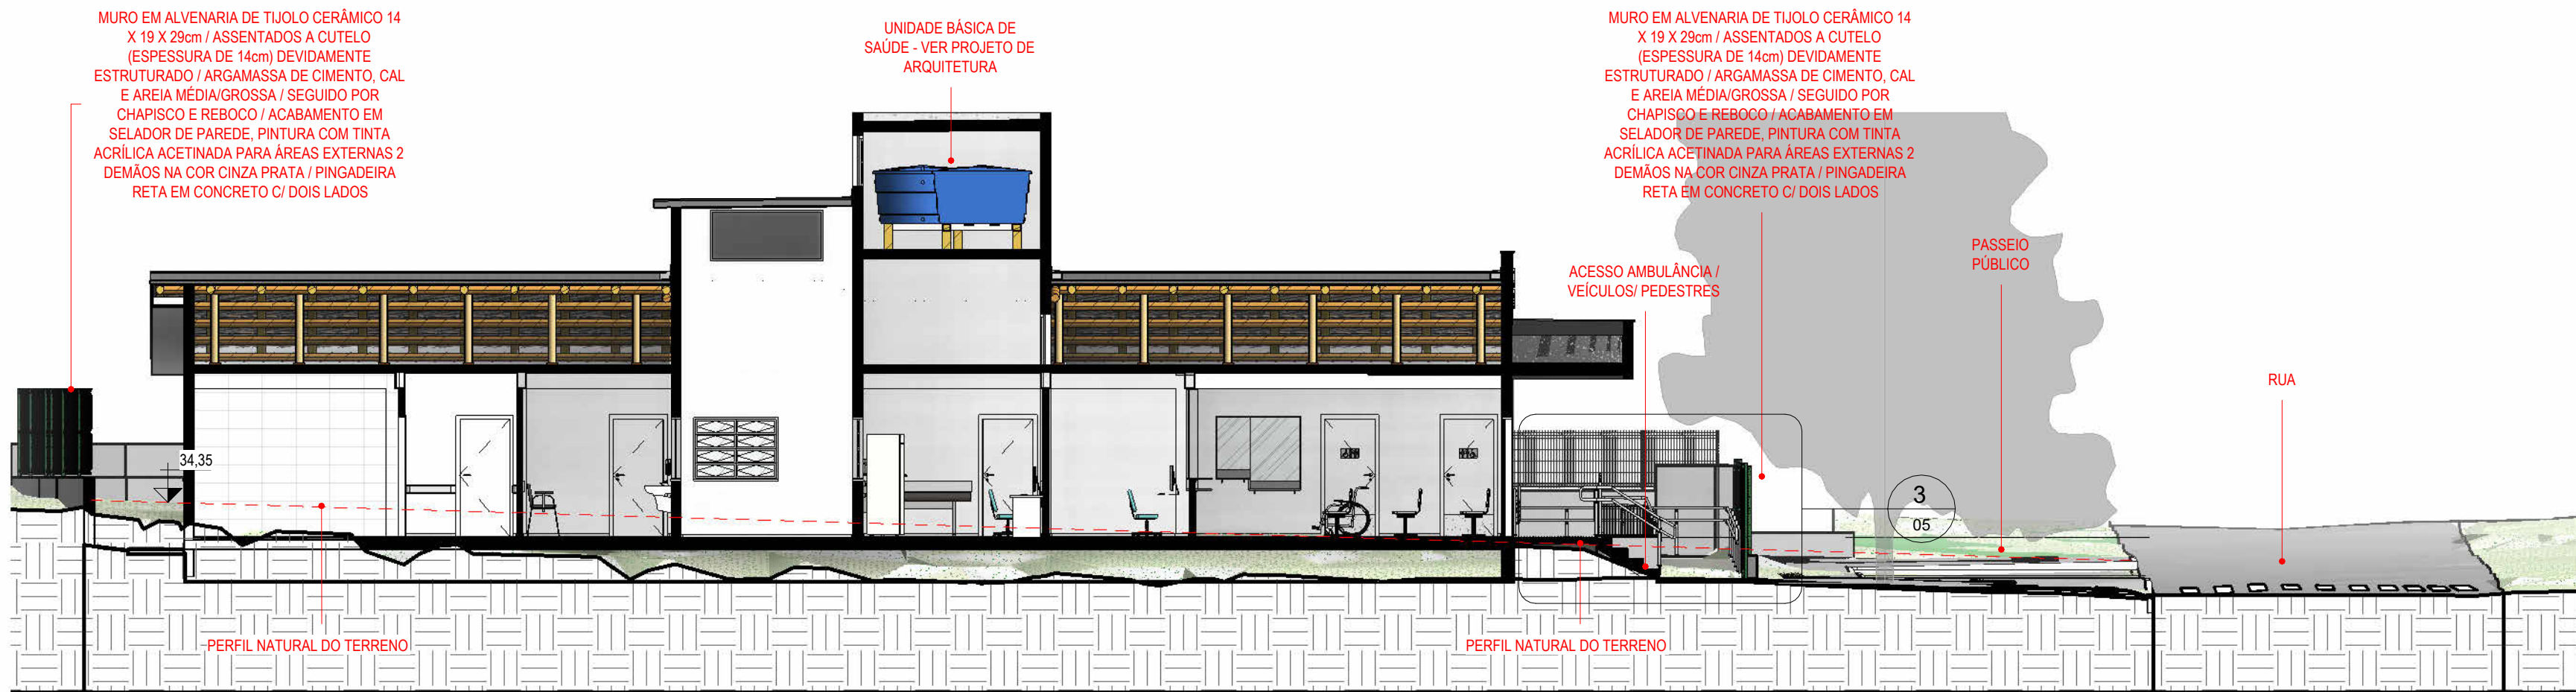 MURO EM ALVENARIA DE TIJOLO CERÂMICO 14
X 19 X 29cm / ASSENTADOS A CUTELO
(ESPESSURA DE 14cm) DEVIDAMENTE
ESTRUTURADO / ARGAMASSA DE CIMENTO, CAL
E AREIA MÉDIA/GROSSA / SEGUIDO POR
CHAPISCO E REBOCO / ACABAMENTO EM
SELADOR DE PAREDE, PINTURA COM TINTA
ACRÍLICA ACETINADA PARA ÁREAS EXTERNAS 2
DEMÃOS NA COR CINZA PRATA / PINGADEIRA
RETA EM CONCRETO C/ DOIS LADOS
UNIDADE BÁSICA DE
SAÚDE - VER PROJETO DE
ARQUITETURA
MURO EM ALVENARIA DE TIJOLO CERÂMICO 14
X 19 X 29cm / ASSENTADOS A CUTELO
(ESPESSURA DE 14cm) DEVIDAMENTE
ESTRUTURADO / ARGAMASSA DE CIMENTO, CAL
E AREIA MÉDIA/GROSSA / SEGUIDO POR
CHAPISCO E REBOCO / ACABAMENTO EM
SELADOR DE PAREDE, PINTURA COM TINTA
ACRÍLICA ACETINADA PARA ÁREAS EXTERNAS 2
DEMÃOS NA COR CINZA PRATA / PINGADEIRA
RETA EM CONCRETO C/ DOIS LADOS
ACESSO AMBULÂNCIA /
VEÍCULOS/ PEDESTRES
PASSEIO
PÚBLICO
RUA
34,35
3
05
PERFIL NATURAL DO TERRENO
PERFIL NATURAL DO TERRENO